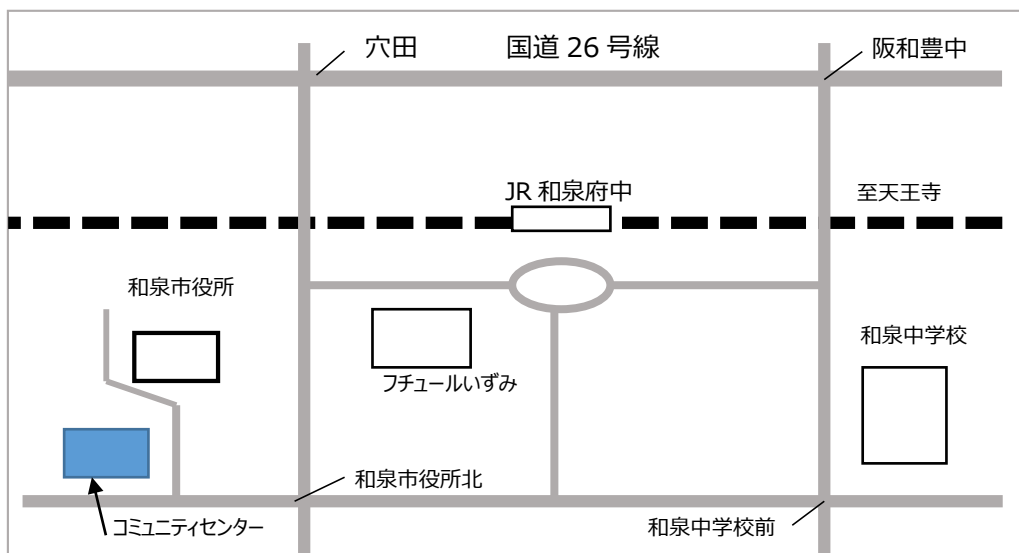 穴田
国道 26 号線
阪和豊中
JR 和泉府中
至天王寺
和泉市役所
和泉中学校
フチュールいずみ
和泉市役所北
コミュニティセンター
和泉中学校前